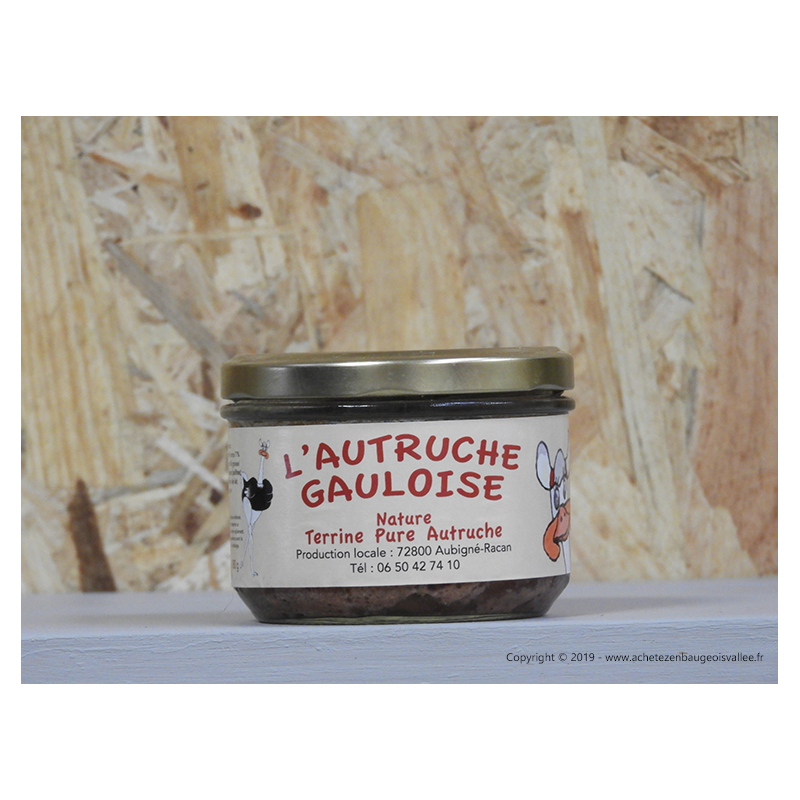 L'AUTRUCHE
GAULOISE
Nature
Terrine Pure Autruche
Production locale : 72800 Aubigné-Racan
Tél : 06 50 42 74 10
Copyright © 2019 - www.achetezenbaugeoisvallee.fr